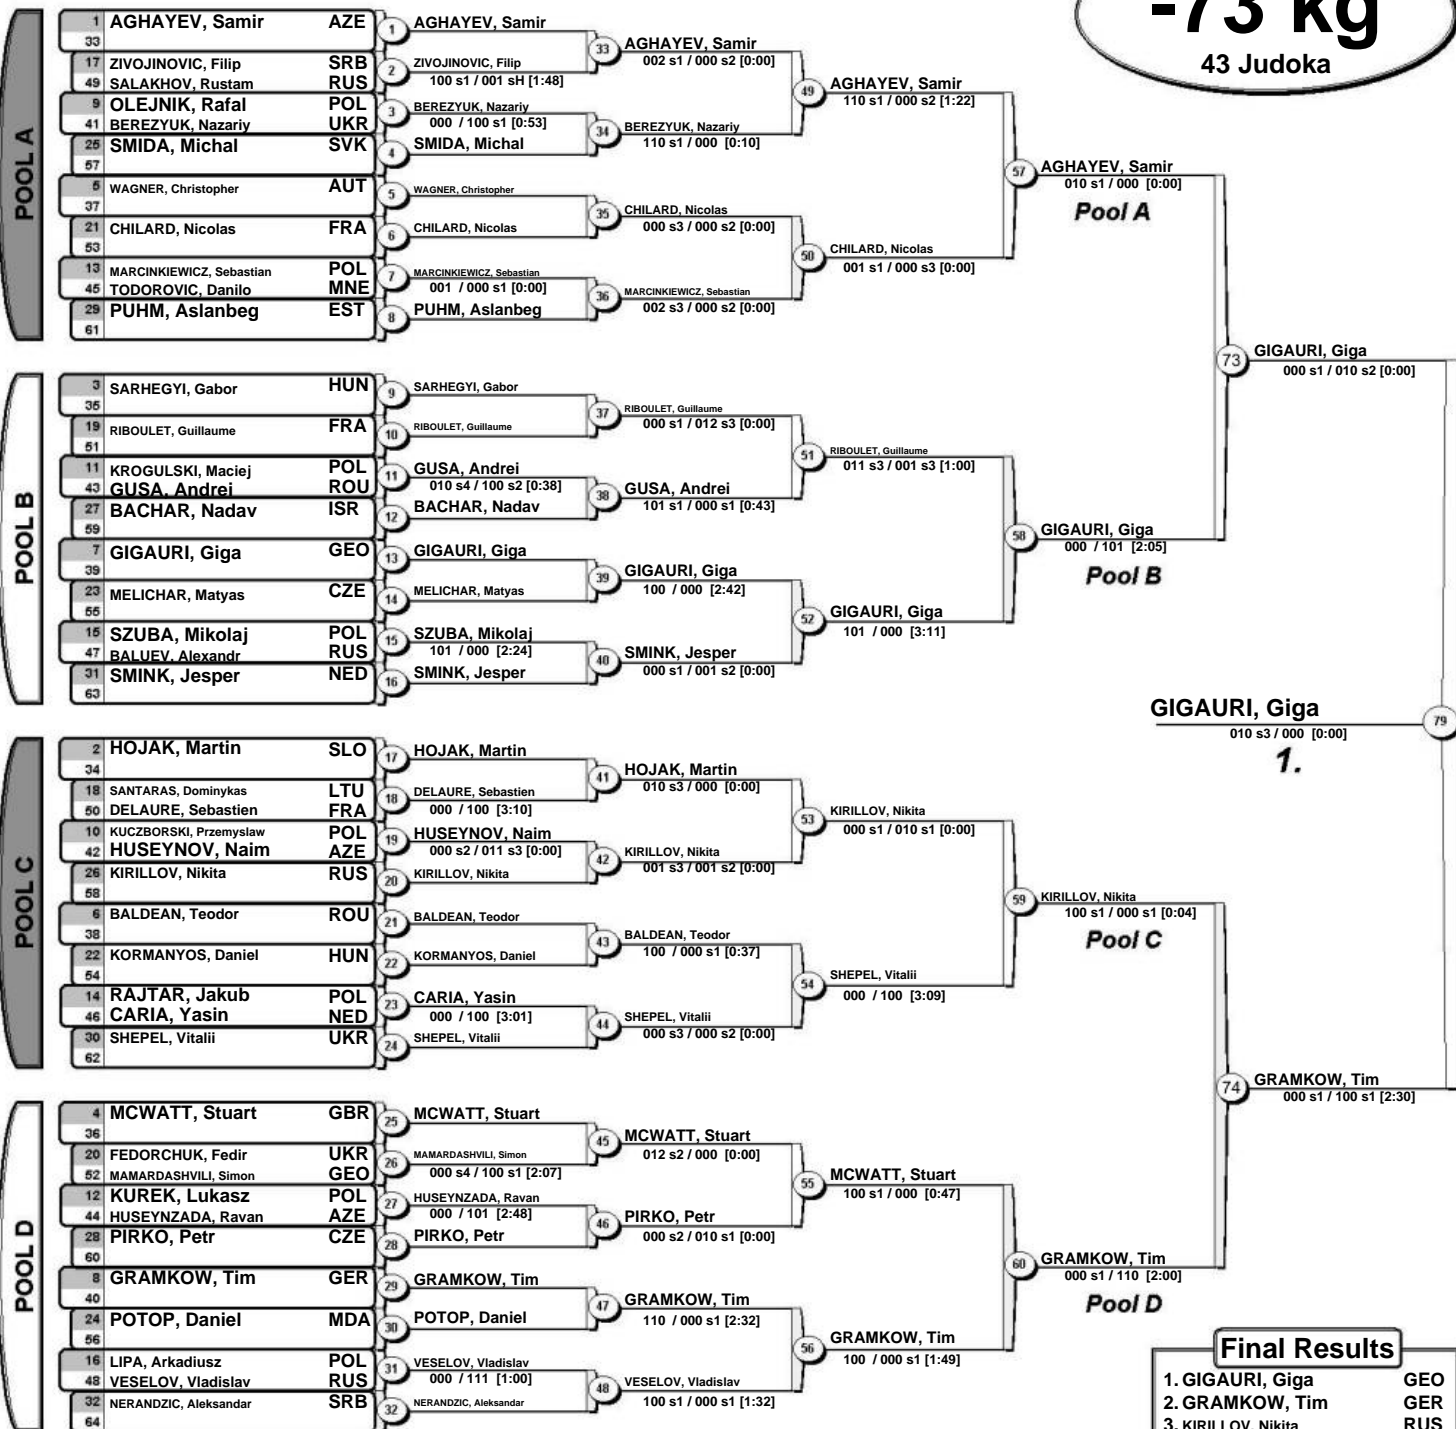 -73 kg
43 Judoka
POOL A
1 AGHAYEV, Samir AZE
33
17 ZIVOJINOVIC, Filip SRB
49 SALAKHOV, Rustam RUS
9 OLEJNIK, Rafal POL
41 BEREZYUK, Nazariy UKR
25 SMIDA, Michal SVK
57
5 WAGNER, Christopher AUT
37
21 CHILARD, Nicolas FRA
53
13 MARCINKIEWICZ, Sebastian POL
45 TODOROVIC, Danilo MNE
29 PUHM, Aslanbeg EST
61
1 AGHAYEV, Samir
2 ZIVOJINOVIC, Filip
100 s1 / 001 sH [1:48]
3 BEREZYUK, Nazariy
000 / 100 s1 [0:53]
4 SMIDA, Michal
5 WAGNER, Christopher
6 CHILARD, Nicolas
7 MARCINKIEWICZ, Sebastian
001 / 000 s1 [0:00]
8 PUHM, Aslanbeg
33 AGHAYEV, Samir
002 s1 / 000 s2 [0:00]
34 BEREZYUK, Nazariy
110 s1 / 000 [0:10]
35 CHILARD, Nicolas
000 s3 / 000 s2 [0:00]
36 MARCINKIEWICZ, Sebastian
002 s3 / 000 s2 [0:00]
49 AGHAYEV, Samir
110 s1 / 000 s2 [1:22]
50 CHILARD, Nicolas
001 s1 / 000 s3 [0:00]
57 AGHAYEV, Samir
010 s1 / 000 [0:00]
Pool A
POOL B
3 SARHEGYI, Gabor HUN
35
19 RIBOULET, Guillaume FRA
51
11 KROGULSKI, Maciej POL
43 GUSA, Andrei ROU
27 BACHAR, Nadav ISR
59
7 GIGAURI, Giga GEO
39
23 MELICHAR, Matyas CZE
55
15 SZUBA, Mikolaj POL
47 BALUEV, Alexandr RUS
31 SMINK, Jesper NED
63
9 SARHEGYI, Gabor
10 RIBOULET, Guillaume
11 GUSA, Andrei
010 s4 / 100 s2 [0:38]
12 BACHAR, Nadav
13 GIGAURI, Giga
14 MELICHAR, Matyas
15 SZUBA, Mikolaj
101 / 000 [2:24]
16 SMINK, Jesper
37 RIBOULET, Guillaume
000 s1 / 012 s3 [0:00]
38 GUSA, Andrei
101 s1 / 000 s1 [0:43]
39 GIGAURI, Giga
100 / 000 [2:42]
40 SMINK, Jesper
000 s1 / 001 s2 [0:00]
51 RIBOULET, Guillaume
011 s3 / 001 s3 [1:00]
52 GIGAURI, Giga
101 / 000 [3:11]
58 GIGAURI, Giga
000 / 101 [2:05]
Pool B
73 GIGAURI, Giga
000 s1 / 010 s2 [0:00]
GIGAURI, Giga 79
010 s3 / 000 [0:00]
1.
POOL C
2 HOJAK, Martin SLO
34
18 SANTARAS, Dominykas LTU
50 DELAURE, Sebastien FRA
10 KUCZBORSKI, Przemyslaw POL
42 HUSEYNOV, Naim AZE
26 KIRILLOV, Nikita RUS
58
6 BALDEAN, Teodor ROU
38
22 KORMANYOS, Daniel HUN
54
14 RAJTAR, Jakub POL
46 CARIA, Yasin NED
30 SHEPEL, Vitalii UKR
62
17 HOJAK, Martin
18 DELAURE, Sebastien
000 / 100 [3:10]
19 HUSEYNOV, Naim
000 s2 / 011 s3 [0:00]
20 KIRILLOV, Nikita
21 BALDEAN, Teodor
22 KORMANYOS, Daniel
23 CARIA, Yasin
000 / 100 [3:01]
24 SHEPEL, Vitalii
41 HOJAK, Martin
010 s3 / 000 [0:00]
42 KIRILLOV, Nikita
001 s3 / 001 s2 [0:00]
43 BALDEAN, Teodor
100 / 000 s1 [0:37]
44 SHEPEL, Vitalii
000 s3 / 000 s2 [0:00]
53 KIRILLOV, Nikita
000 s1 / 010 s1 [0:00]
54 SHEPEL, Vitalii
000 / 100 [3:09]
59 KIRILLOV, Nikita
100 s1 / 000 s1 [0:04]
Pool C
74 GRAMKOW, Tim
000 s1 / 100 s1 [2:30]
POOL D
4 MCWATT, Stuart GBR
36
20 FEDORCHUK, Fedir UKR
52 MAMARDASHVILI, Simon GEO
12 KUREK, Lukasz POL
44 HUSEYNZADA, Ravan AZE
28 PIRKO, Petr CZE
60
8 GRAMKOW, Tim GER
40
24 POTOP, Daniel MDA
56
16 LIPA, Arkadiusz POL
48 VESELOV, Vladislav RUS
32 NERANDZIC, Aleksandar SRB
64
25 MCWATT, Stuart
26 MAMARDASHVILI, Simon
000 s4 / 100 s1 [2:07]
27 HUSEYNZADA, Ravan
000 / 101 [2:48]
28 PIRKO, Petr
29 GRAMKOW, Tim
30 POTOP, Daniel
31 VESELOV, Vladislav
000 / 111 [1:00]
32 NERANDZIC, Aleksandar
45 MCWATT, Stuart
012 s2 / 000 [0:00]
46 PIRKO, Petr
000 s2 / 010 s1 [0:00]
47 GRAMKOW, Tim
110 / 000 s1 [2:32]
48 VESELOV, Vladislav
100 s1 / 000 s1 [1:32]
55 MCWATT, Stuart
100 s1 / 000 [0:47]
56 GRAMKOW, Tim
100 / 000 s1 [1:49]
60 GRAMKOW, Tim
000 s1 / 110 [2:00]
Pool D
Final Results
1. GIGAURI, Giga GEO
2. GRAMKOW, Tim GER
3. KIRILLOV, Nikita RUS